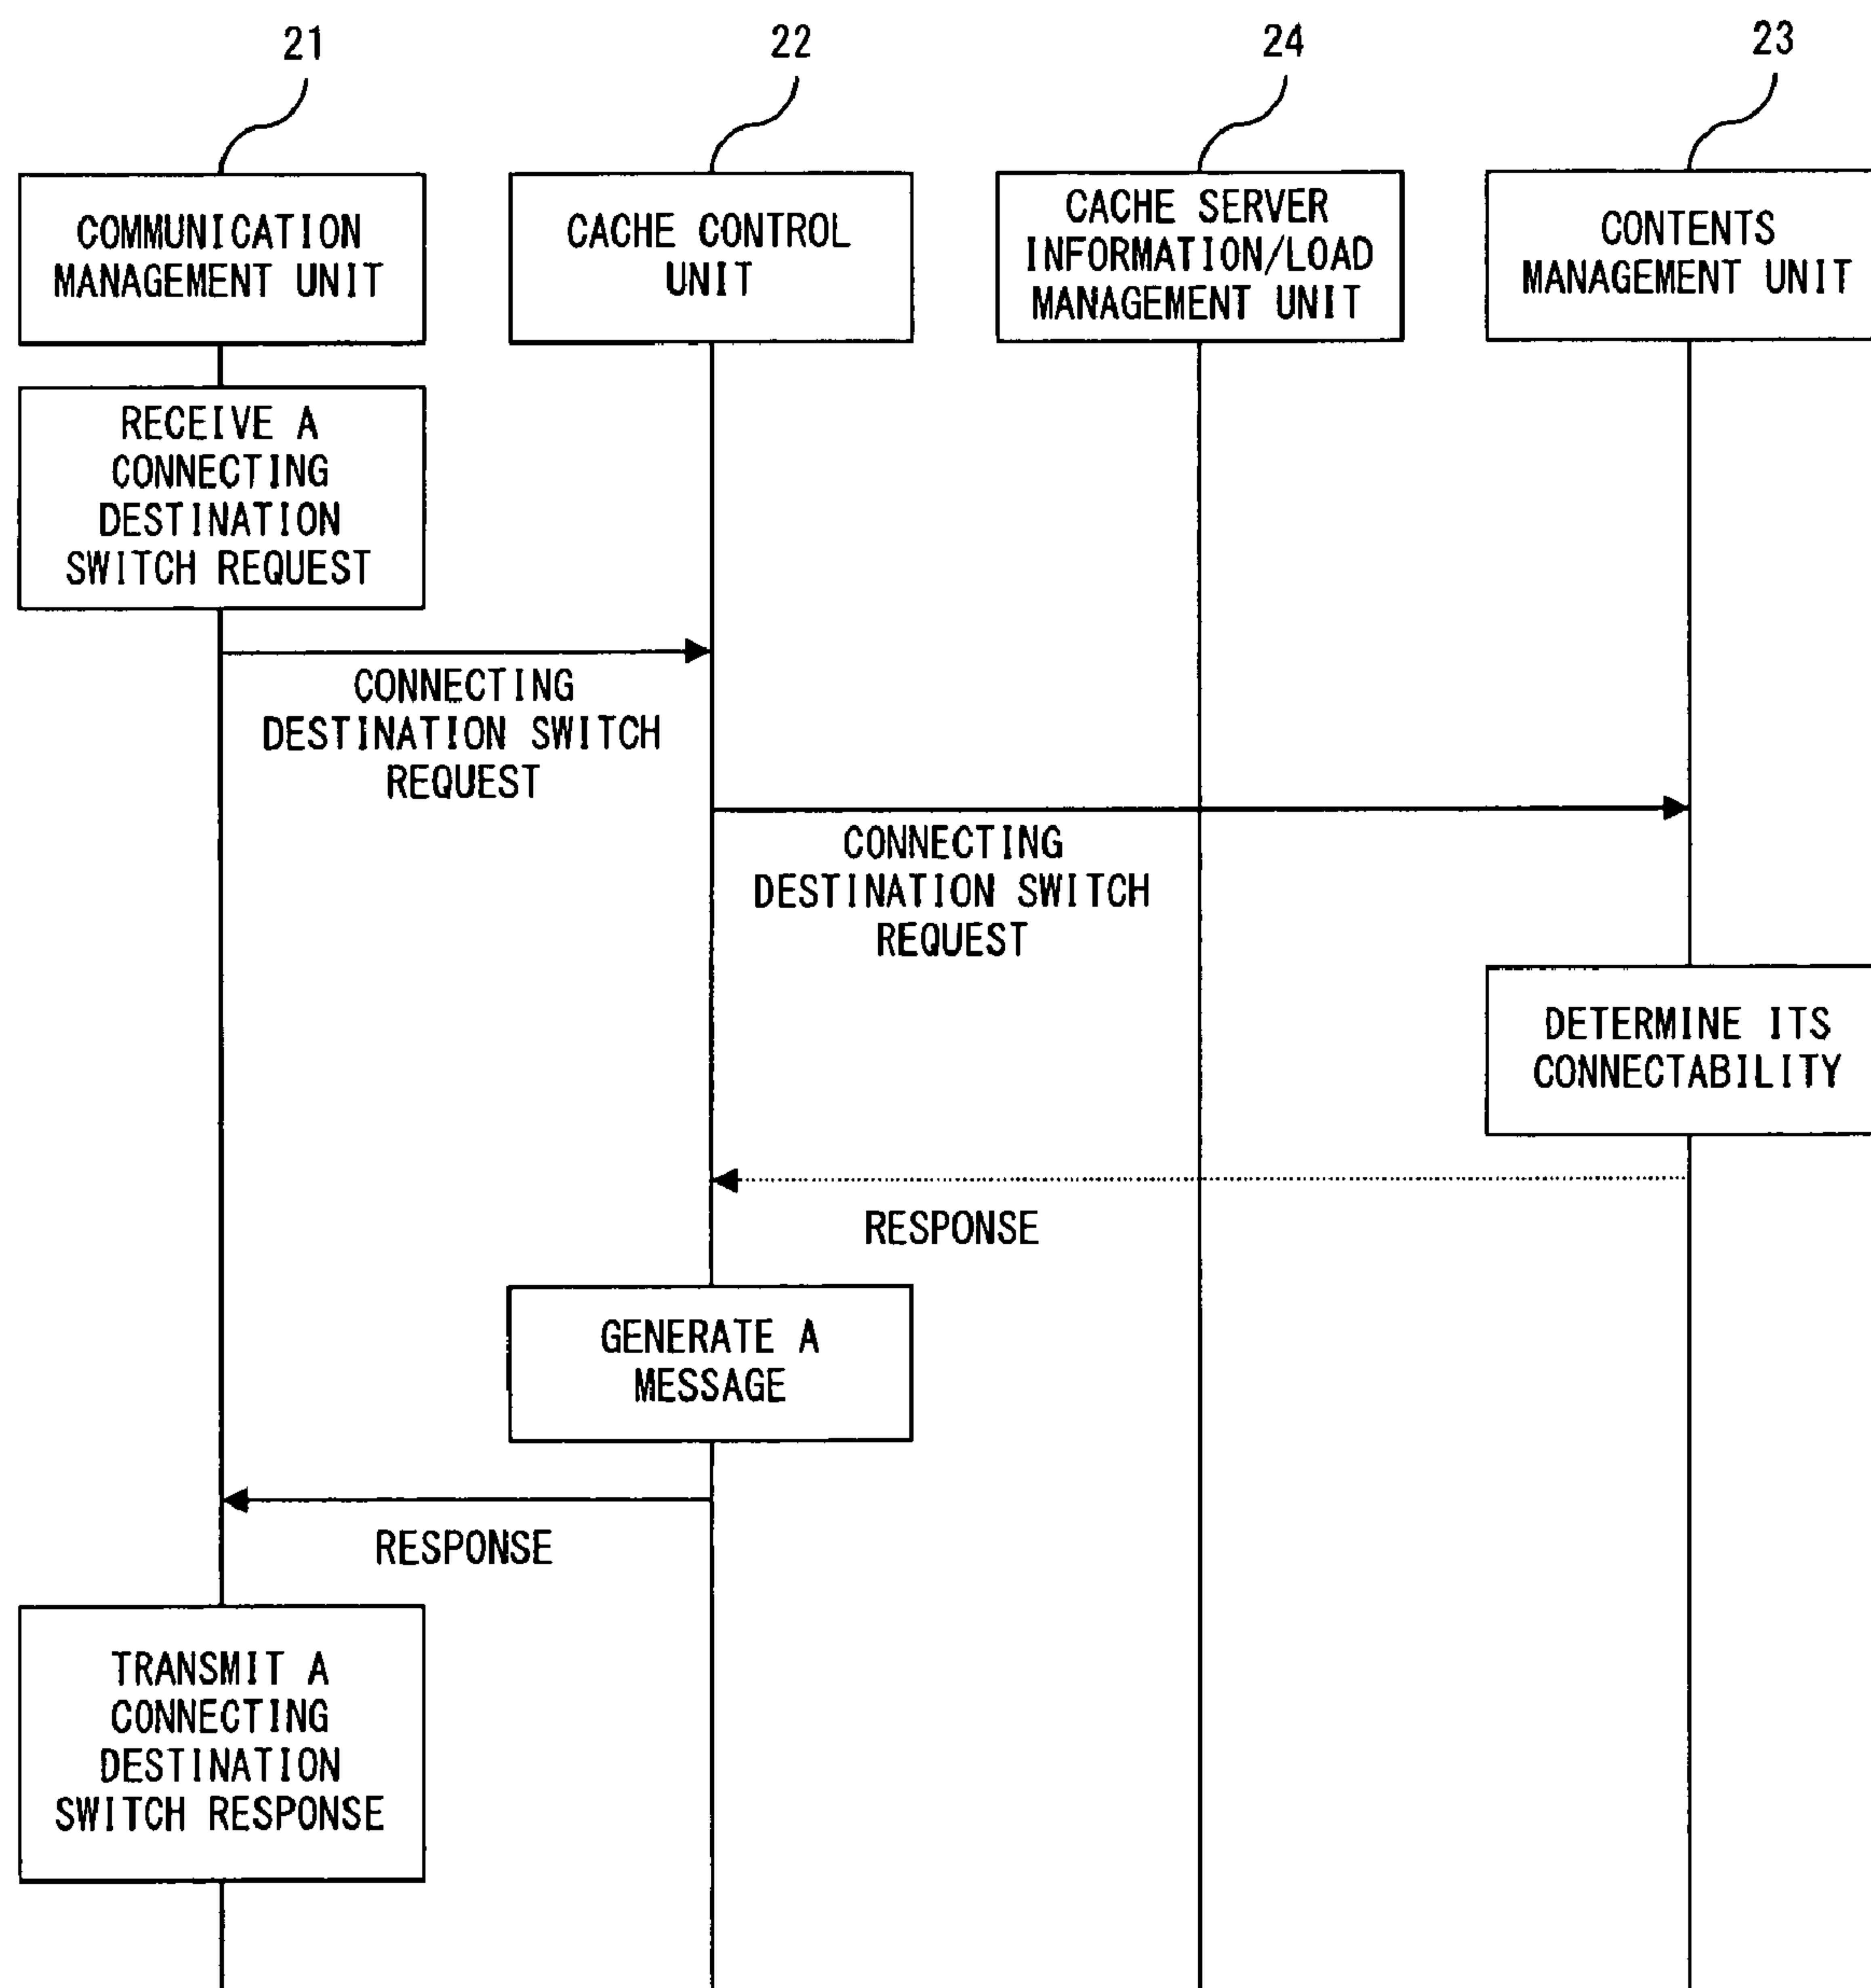 21
22
24
23
COMMUNICATION
MANAGEMENT UNIT
CACHE CONTROL
UNIT
CACHE SERVER
INFORMATION/LOAD
MANAGEMENT UNIT
CONTENTS
MANAGEMENT UNIT
RECEIVE A
CONNECTING
DESTINATION
SWITCH REQUEST
CONNECTING
DESTINATION SWITCH
REQUEST
CONNECTING
DESTINATION SWITCH
REQUEST
DETERMINE ITS
CONNECTABILITY
RESPONSE
GENERATE A
MESSAGE
RESPONSE
TRANSMIT A
CONNECTING
DESTINATION
SWITCH RESPONSE